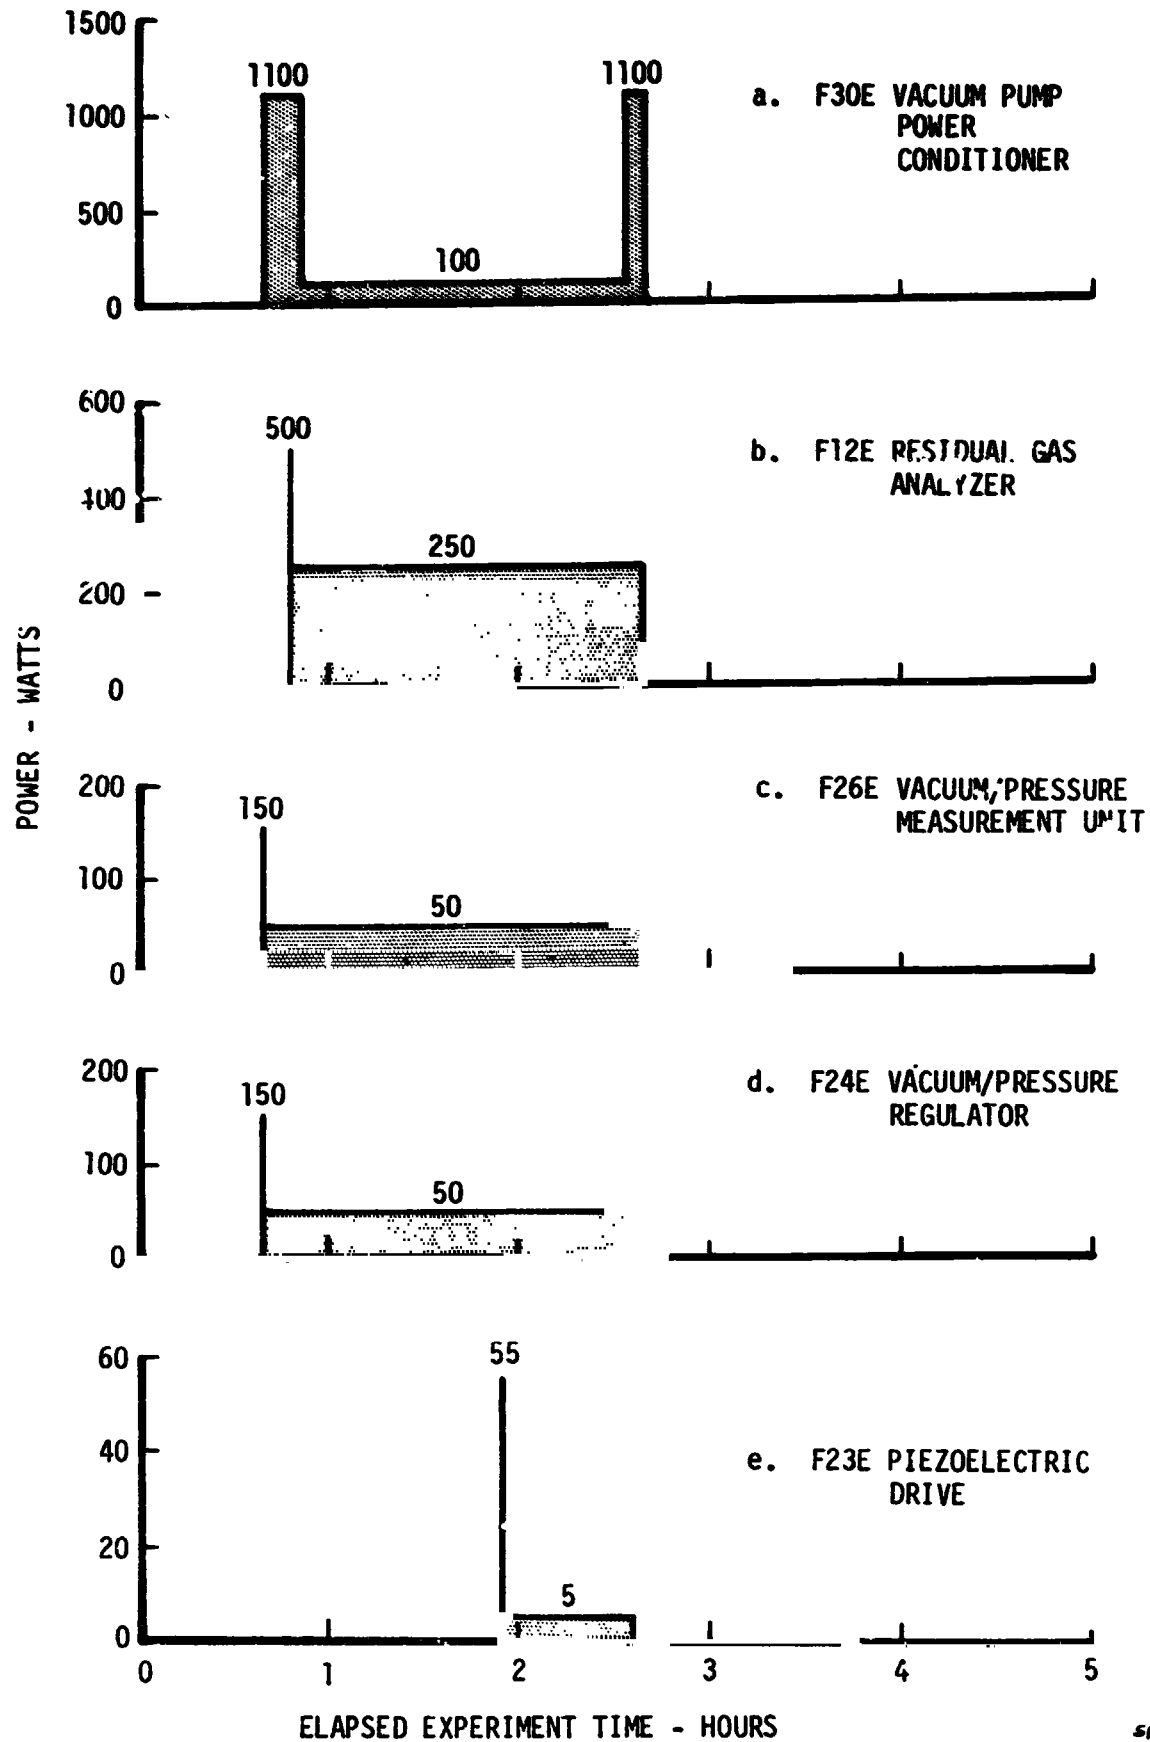 1500
1100
1100
a. F30E VACUUM PUMP
POWER
CONDITIONER
1000
500
100
0
600
500
b. F12E RESIDUAL GAS
ANALYZER
400
250
200
0
POWER - WATTS
200
150
c. F26E VACUUM/PRESSURE
MEASUREMENT UNIT
100
50
0
200
150
d. F24E VACUUM/PRESSURE
REGULATOR
100
50
0
60
55
40
e. F23E PIEZOELECTRIC
DRIVE
20
5
0
0 1 2 3 4 5
ELAPSED EXPERIMENT TIME - HOURS